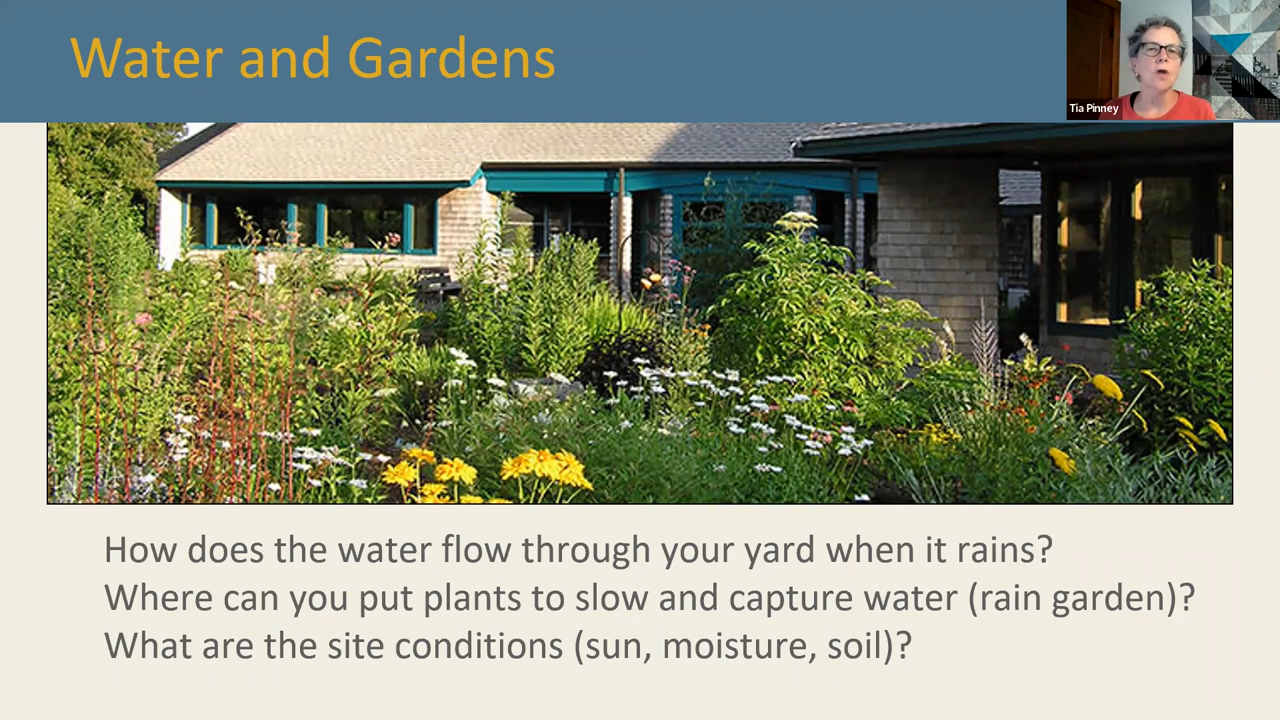 Water and Gardens
Tia Pinney
How does the water flow through your yard when it rains?
Where can you put plants to slow and capture water (rain garden)?
What are the site conditions (sun, moisture, soil)?